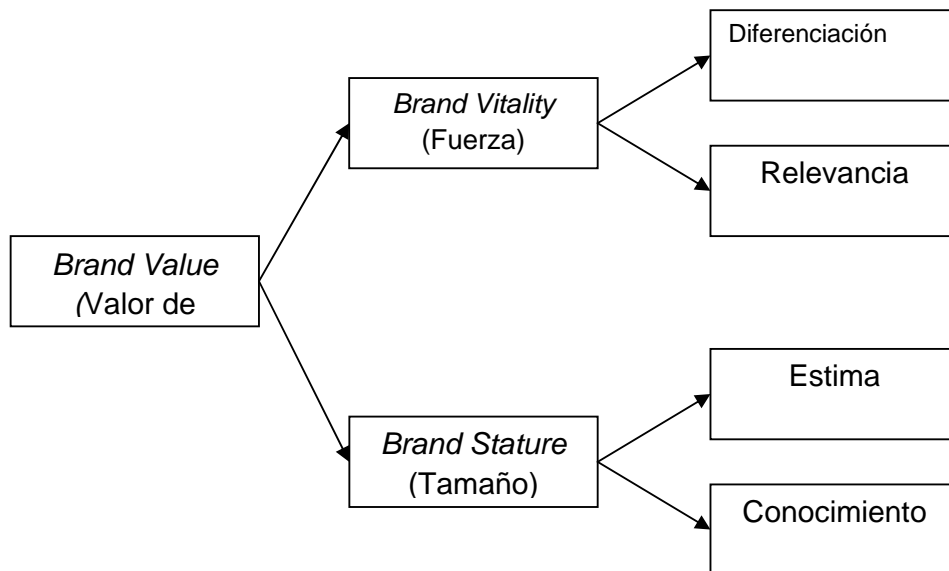 Diferenciación
Brand Vitality
(Fuerza)
Relevancia
Brand Value
(Valor de
Estima
Brand Stature
(Tamaño)
Conocimiento